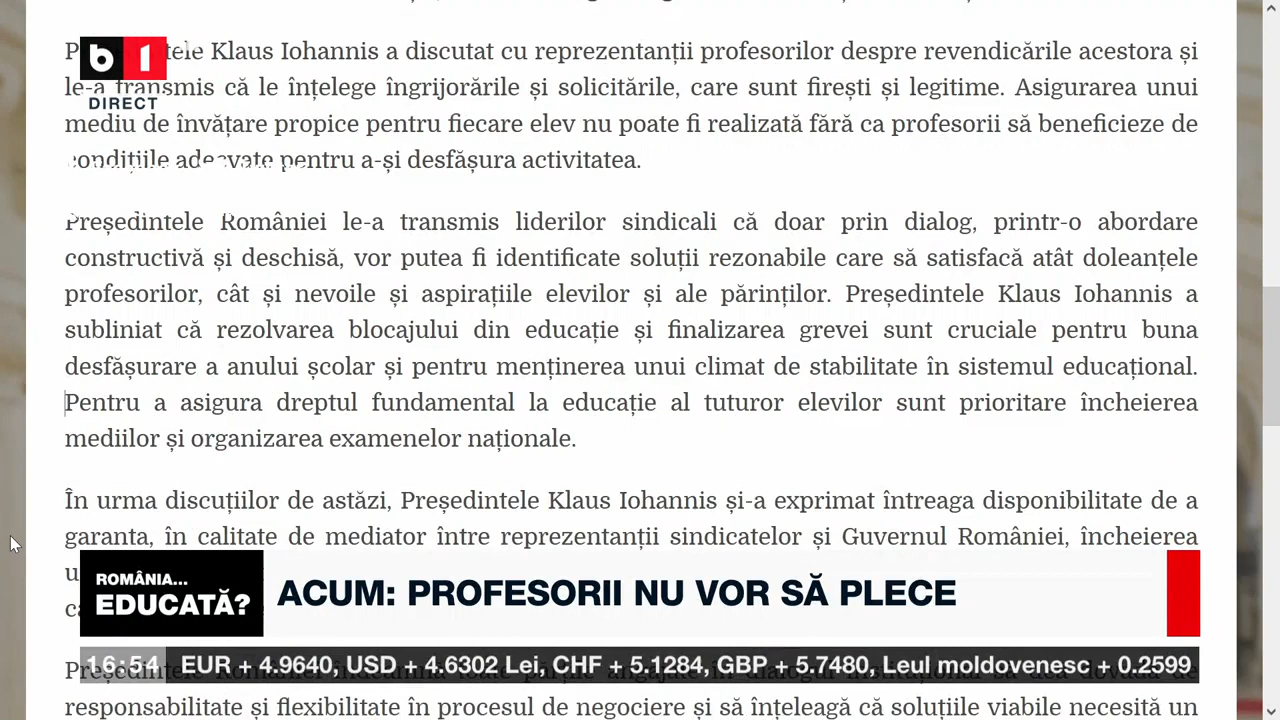 b1
DIRECT
Klaus Iohannis a discutat cu reprezentanții profesorilor despre revendicările acestora și
le-a transmis că le înțelege îngrijorările și solicitările, care sunt firești și legitime. Asigurarea unui
mediu de învățare propice pentru fiecare elev nu poate fi realizată fără ca profesorii să beneficieze de
condițiile adecvate pentru a-și desfășura activitatea.
Președintele României le-a transmis liderilor sindicali că doar prin dialog, printr-o abordare
constructivă și deschisă, vor putea fi identificate soluții rezonabile care să satisfacă atât doleanțele
profesorilor, cât și nevoile și aspirațiile elevilor și ale părinților. Președintele Klaus Iohannis a
subliniat că rezolvarea blocajului din educație și finalizarea grevei sunt cruciale pentru buna
desfășurare a anului școlar și pentru menținerea unui climat de stabilitate în sistemul educațional.
Pentru a asigura dreptul fundamental la educație al tuturor elevilor sunt prioritare încheierea
mediilor și organizarea examenelor naționale.
În urma discuțiilor de astăzi, Președintele Klaus Iohannis și-a exprimat întreaga disponibilitate de a
garanta, în calitate de mediator între reprezentanții sindicatelor și Guvernul României, încheierea
ROMÂNIA...
EDUCATĂ?
ACUM: PROFESORII NU VOR SĂ PLECE
16:54 EUR + 4.9640, USD + 4.6302 Lei, CHF + 5.1284, GBP + 5.7480, Leul moldovenesc + 0.2599
responsabilitate și flexibilitate în procesul de negociere și să înțeleagă că soluțiile viabile necesită un